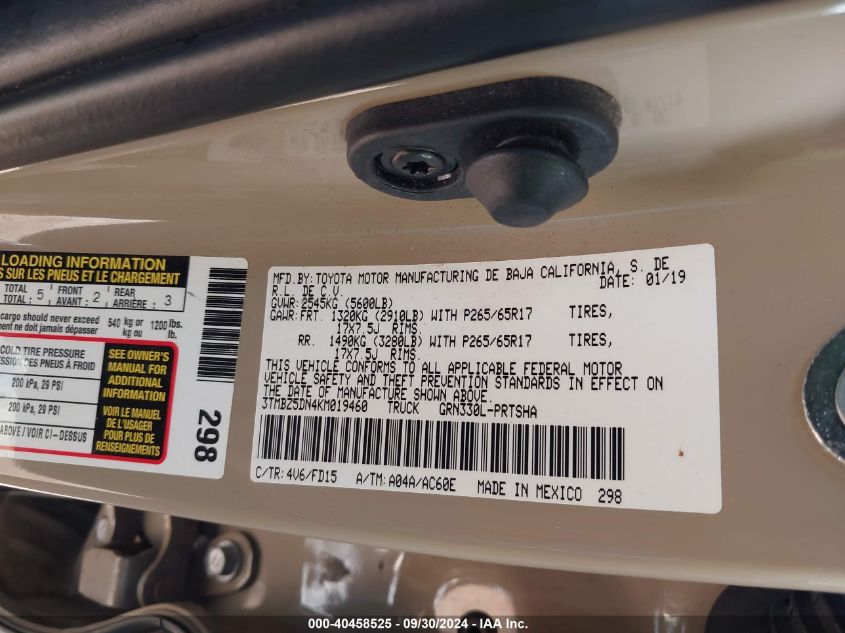 LOADING INFORMATION
SUR LES PNEUS ET LE CHARGEMENT
TOTAL : 5 FRONT AVANT : 2 REAR ARRIÈRE : 3
cargo should never exceed 540 kg or 1200 lbs.
ne doit jamais dépasser kg ou lb.
COLD TIRE PRESSURE
DES PNEUS À FROID
200 kPa, 29 PSI
200 kPa, 29 PSI
ABOVE / VOIR CI - DESSUS
SEE OWNER'S
MANUAL FOR
ADDITIONAL
INFORMATION
VOIR LE MANUEL
DE L'USAGER
POUR PLUS DE
RENSEIGNEMENTS
298
MFD.BY:TOYOTA MOTOR MANUFACTURING DE BAJA CALIFORNIA, S. DE
R.L. DE C.V. DATE: 01/19
GVWR:2545KG (5600LB)
GAWR:FRT. 1320KG (2910LB) WITH P265/65R17 TIRES,
17X7.5J RIMS.
RR. 1490KG (3280LB) WITH P265/65R17 TIRES,
17X7.5J RIMS.
THIS VEHICLE CONFORMS TO ALL APPLICABLE FEDERAL MOTOR
VEHICLE SAFETY AND THEFT PREVENTION STANDARDS IN EFFECT ON
THE DATE OF MANUFACTURE SHOWN ABOVE.
3TMBZ5DN4KM019460 TRUCK GRN330L-PRTSHA
C/TR: 4V6/FD15 A/TM: A04A/AC60E MADE IN MEXICO 298
000-40458525 - 09/30/2024 - IAA Inc.